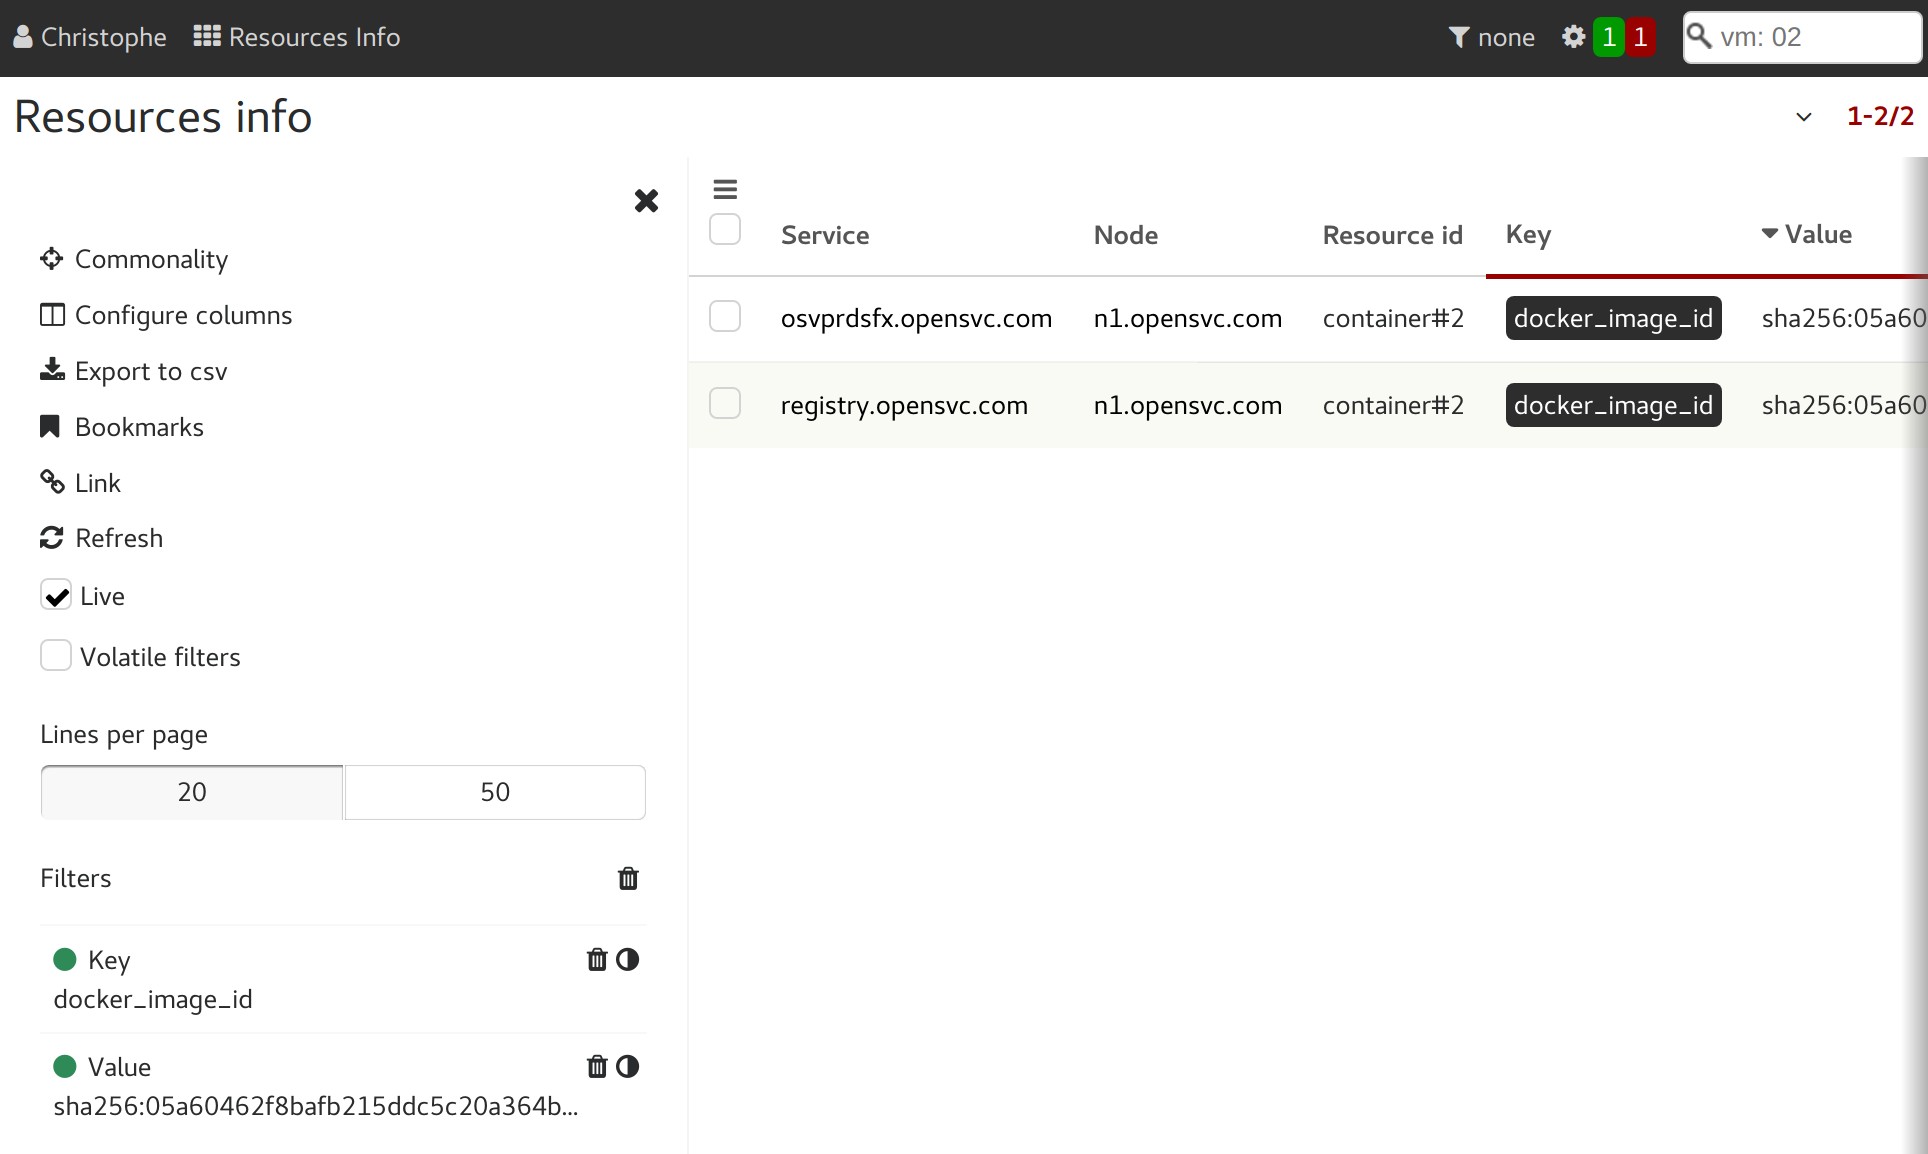 Christophe Resources Info none 1 1 vm: 02
Resources info 1-2/2
Commonality
Configure columns
Export to csv
Bookmarks
Link
Refresh
Live
Volatile filters
Lines per page
20 50
Filters
Key
docker_image_id
Value
sha256:05a60462f8bafb215ddc5c20a364b...
Service Node Resource id Key Value
osvprdsfx.opensvc.com n1.opensvc.com container#2 docker_image_id sha256:05a60
registry.opensvc.com n1.opensvc.com container#2 docker_image_id sha256:05a60